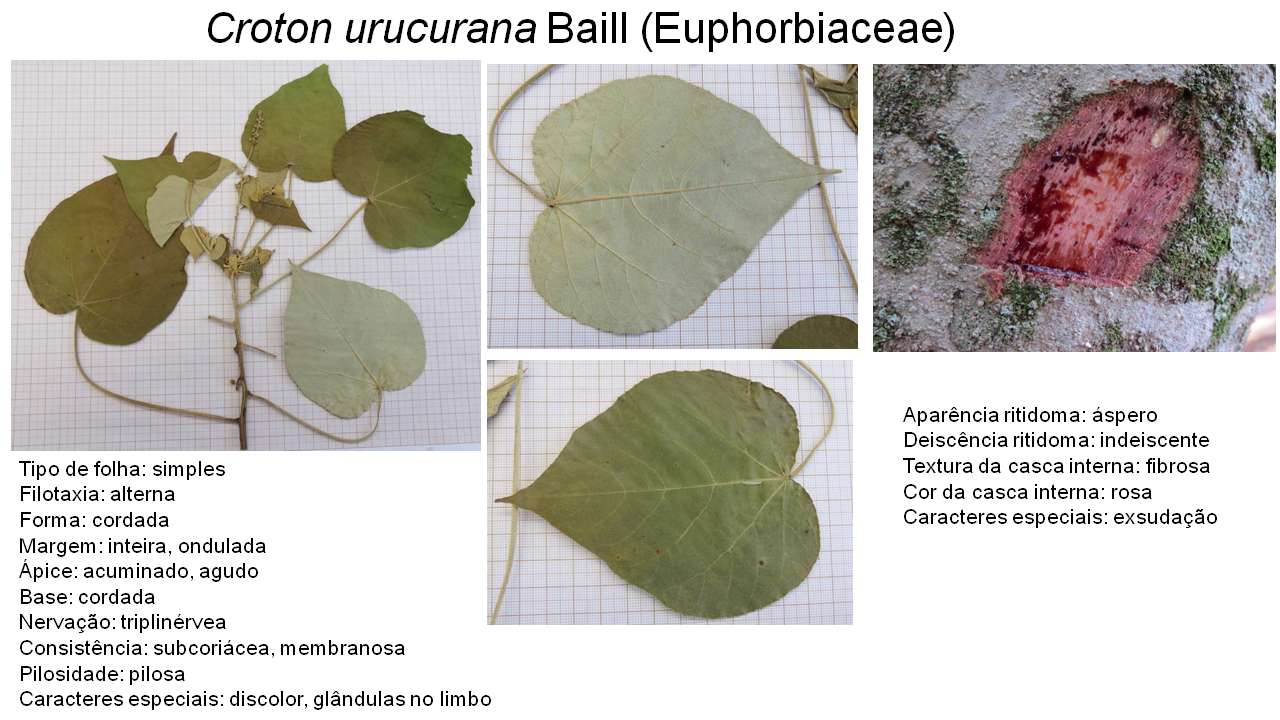 Croton urucurana Baill (Euphorbiaceae)
Tipo de folha: simples
Filotaxia: alterna
Forma: cordada
Margem: inteira, ondulada
Ápice: acuminado, agudo
Base: cordada
Nervação: triplinérvea
Consistência: subcoriácea, membranosa
Pilosidade: pilosa
Caracteres especiais: discolor, glândulas no limbo
Aparência ritidoma: áspero
Deiscência ritidoma: indeiscente
Textura da casca interna: fibrosa
Cor da casca interna: rosa
Caracteres especiais: exsudação